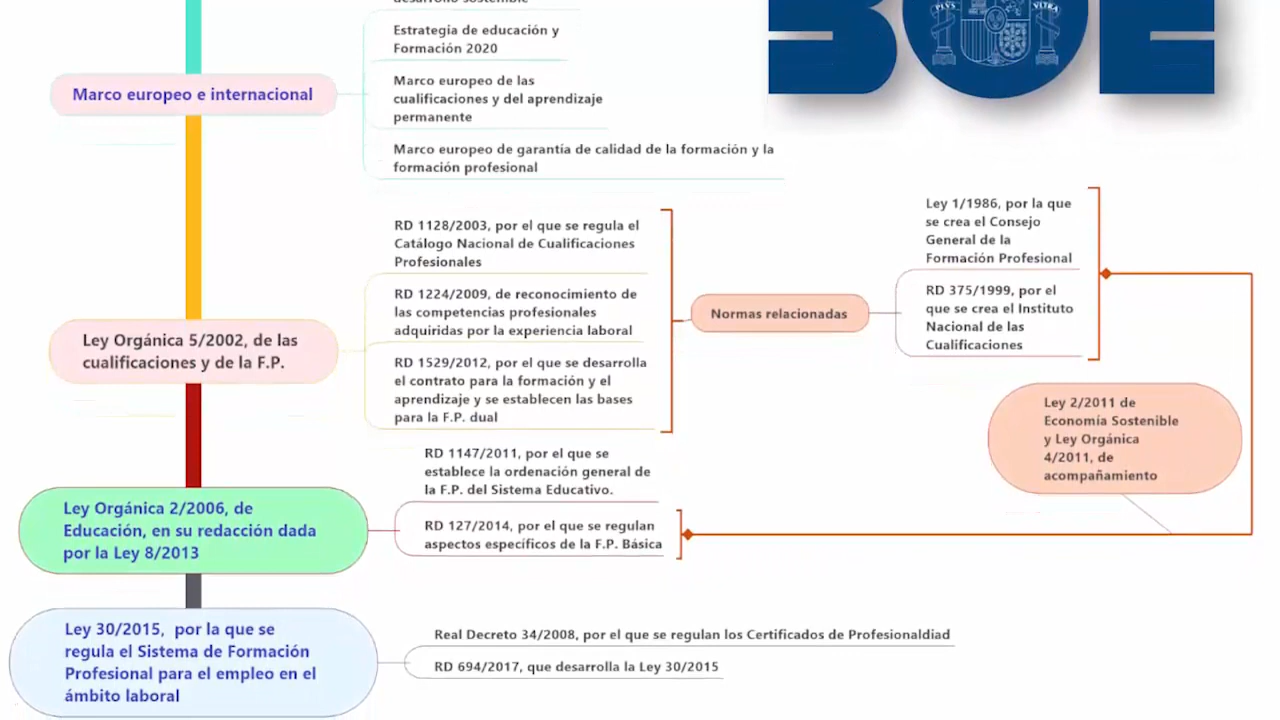 desarrollo sostenible
Estrategia de educación y
Formación 2020
Marco europeo e internacional
Marco europeo de las
cualificaciones y del aprendizaje
permanente
Marco europeo de garantía de calidad de la formación y la
formación profesional
BOE
PLVS
VLTRA
Ley Orgánica 5/2002, de las
cualificaciones y de la F.P.
RD 1128/2003, por el que se regula el
Catálogo Nacional de Cualificaciones
Profesionales
RD 1224/2009, de reconocimiento de
las competencias profesionales
adquiridas por la experiencia laboral
RD 1529/2012, por el que se desarrolla
el contrato para la formación y el
aprendizaje y se establecen las bases
para la F.P. dual
Normas relacionadas
Ley 1/1986, por la que
se crea el Consejo
General de la
Formación Profesional
RD 375/1999, por el
que se crea el Instituto
Nacional de las
Cualificaciones
Ley 2/2011 de
Economía Sostenible
y Ley Orgánica
4/2011, de
acompañamiento
Ley Orgánica 2/2006, de
Educación, en su redacción dada
por la Ley 8/2013
RD 1147/2011, por el que se
establece la ordenación general de
la F.P. del Sistema Educativo.
RD 127/2014, por el que se regulan
aspectos específicos de la F.P. Básica
Ley 30/2015,  por la que se
regula el Sistema de Formación
Profesional para el empleo en el
ámbito laboral
Real Decreto 34/2008, por el que se regulan los Certificados de Profesionaldiad
RD 694/2017, que desarrolla la Ley 30/2015